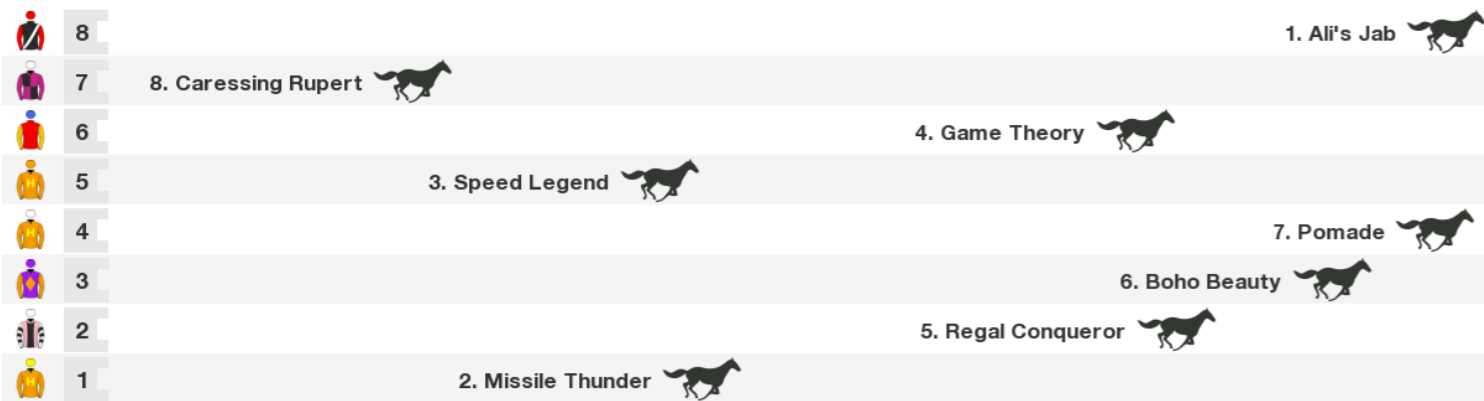 8 1. Ali's Jab
7 8. Caressing Rupert
6 4. Game Theory
H 5 3. Speed Legend
H 4 7. Pomade
3 6. Boho Beauty
2 5. Regal Conqueror
H 1 2. Missile Thunder